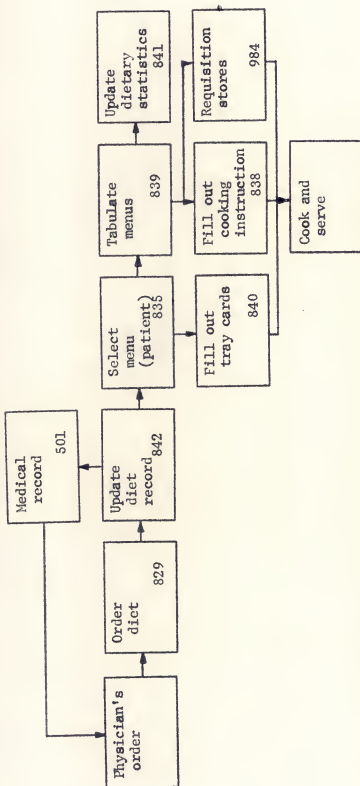 Medical
record
501
Physician's
order
Order
diet
829
Update
diet
record
842
Select
menu
(patient)
835
Tabulate
menus
839
Update
dietary
statistics
841
Fill out
tray cards
840
Fill out
cooking
instruction
838
Requisition
stores
984
Cook and
serve